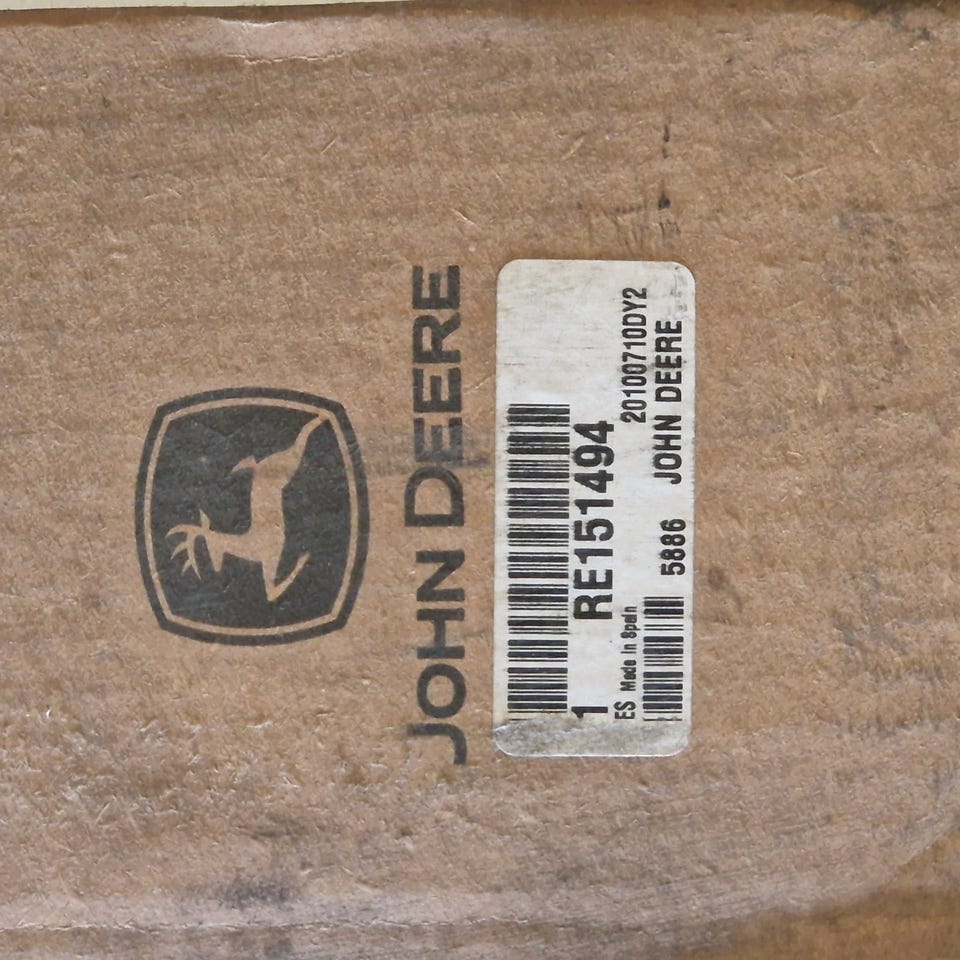 JOHN DEERE
1 RE151494
ES Made in Spain 20100710DY2
5886 JOHN DEERE